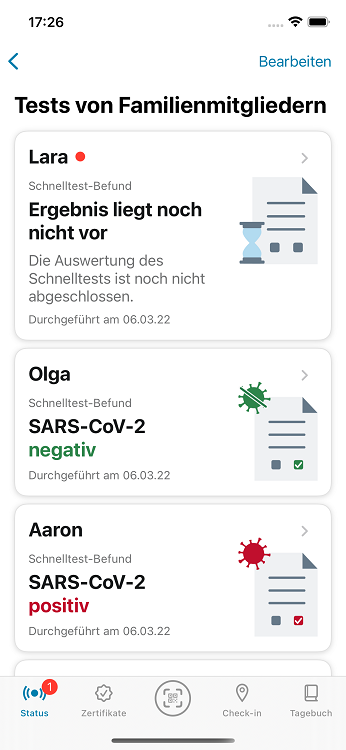 17:26
Bearbeiten
Tests von Familienmitgliedern
Lara
Schnelltest-Befund
Ergebnis liegt noch
nicht vor
Die Auswertung des
Schnelltests ist noch nicht
abgeschlossen.
Durchgeführt am 06.03.22
Olga
Schnelltest-Befund
SARS-CoV-2
negativ
Durchgeführt am 06.03.22
Aaron
Schnelltest-Befund
SARS-CoV-2
positiv
Durchgeführt am 06.03.22
1
Status
Zertifikate
Check-in
Tagebuch